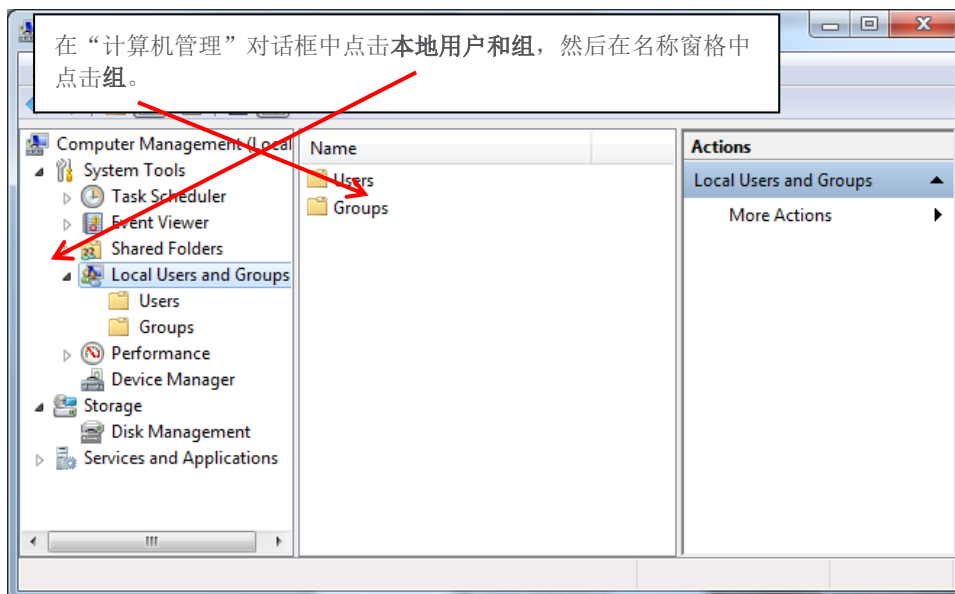 在“计算机管理”对话框中点击本地用户和组，然后在名称窗格中
点击组。
Computer Management (Local
System Tools
Task Scheduler
Event Viewer
Shared Folders
Local Users and Groups
Users
Groups
Performance
Device Manager
Storage
Disk Management
Services and Applications
Name
Users
Groups
Actions
Local Users and Groups
More Actions